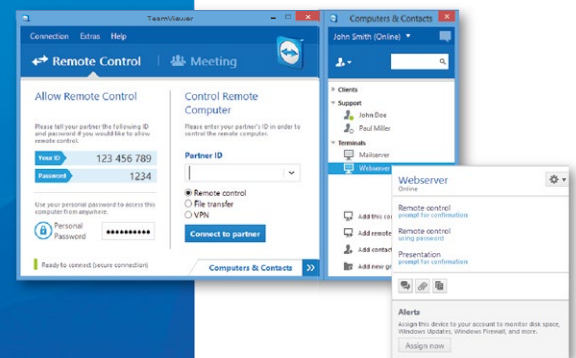 TeamViewer
Connection Extras Help
Remote Control
Meeting
Allow Remote Control
Please tell your partner the following ID
and password if you would like to allow
remote control.
Your ID
123 456 789
Password
1234
Use your personal password to access this
computer from anywhere.
Personal
Password
Ready to connect (secure connection)
Control Remote
Computer
Please enter your partner's ID in order to
control the remote computer.
Partner ID
Remote control
File transfer
VPN
Connect to partner
Computers & Contacts
Computers & Contacts
John Smith (Online)
Clients
Support
John Doe
Paul Miller
Terminals
Mailserver
Webserver
Add this co
Add remote
Add contact
Add new gr
Webserver
Online
Remote control
prompt for confirmation
Remote control
using password
Presentation
prompt for confirmation
Alerts
Assign this device to your account to monitor disk space,
Windows Updates, Windows Firewall, and more.
Assign now